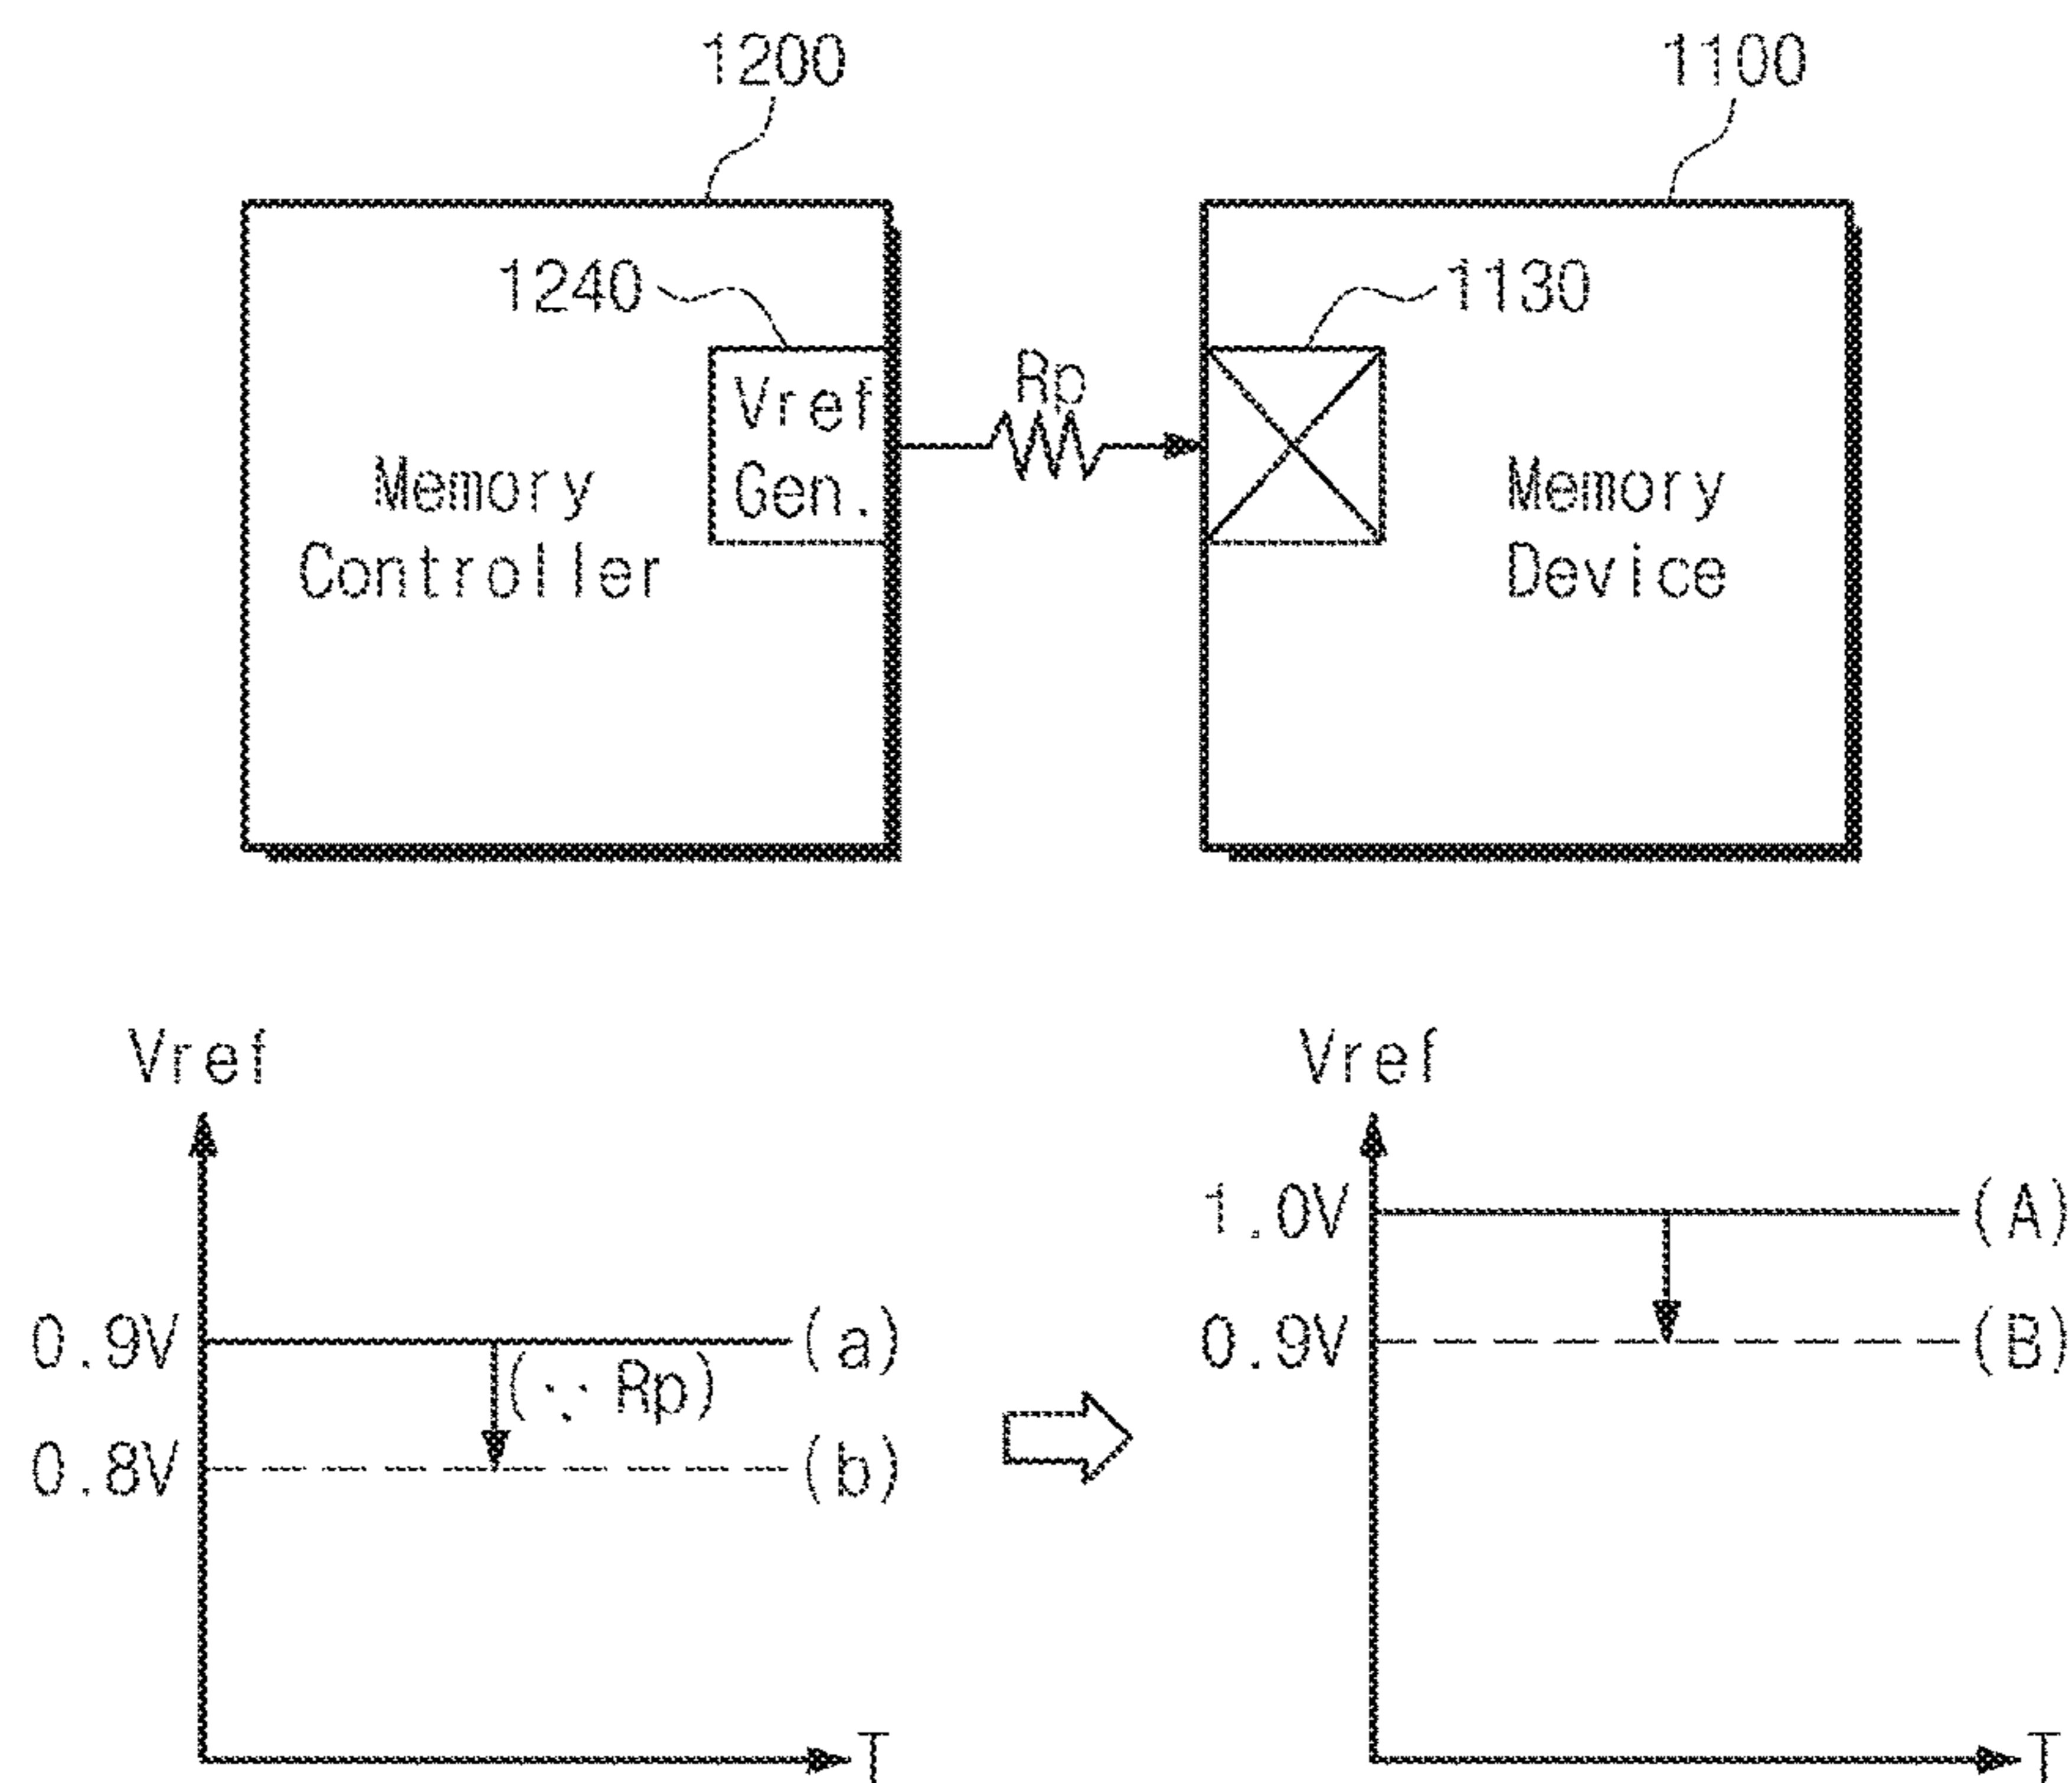 1200
1100
1240
1130
Vref
Gen.
Rp
Memory
Controller
Memory
Device
Vref
Vref
1.0V
(A)
0.9V
(a)
0.9V
(B)
(∵ Rp)
0.8V
(b)
T
T